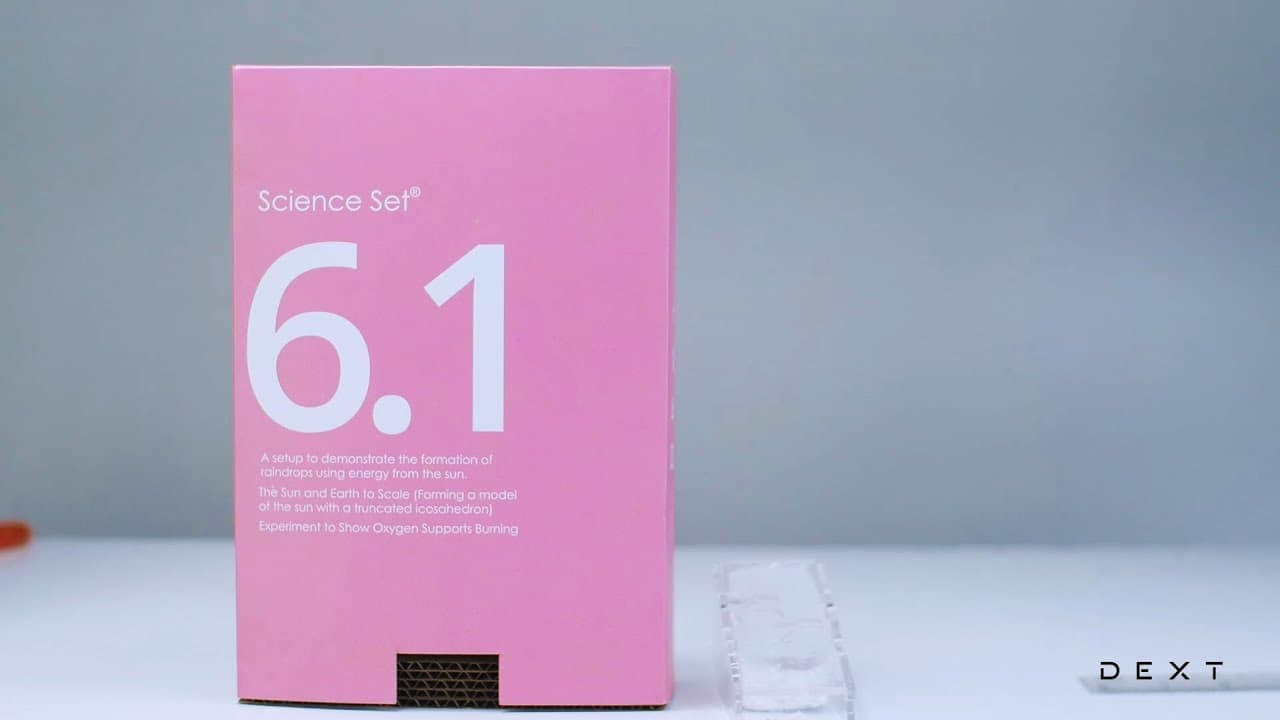 Science Set®
6.1
A setup to demonstrate the formation of
raindrops using energy from the sun.
The Sun and Earth to Scale (Forming a model
of the sun with a truncated icosahedron)
Experiment to Show Oxygen Supports Burning
DEXT